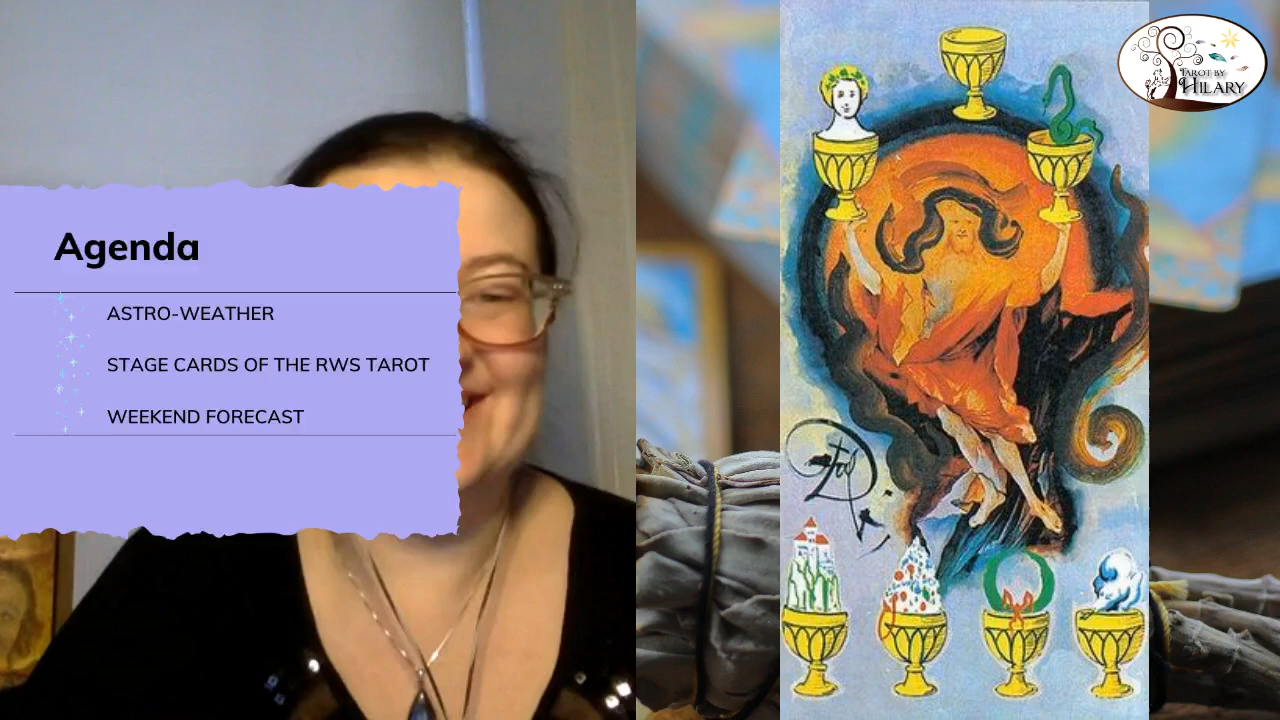 Agenda
ASTRO-WEATHER
STAGE CARDS OF THE RWS TAROT
WEEKEND FORECAST
TAROT BY
HILARY